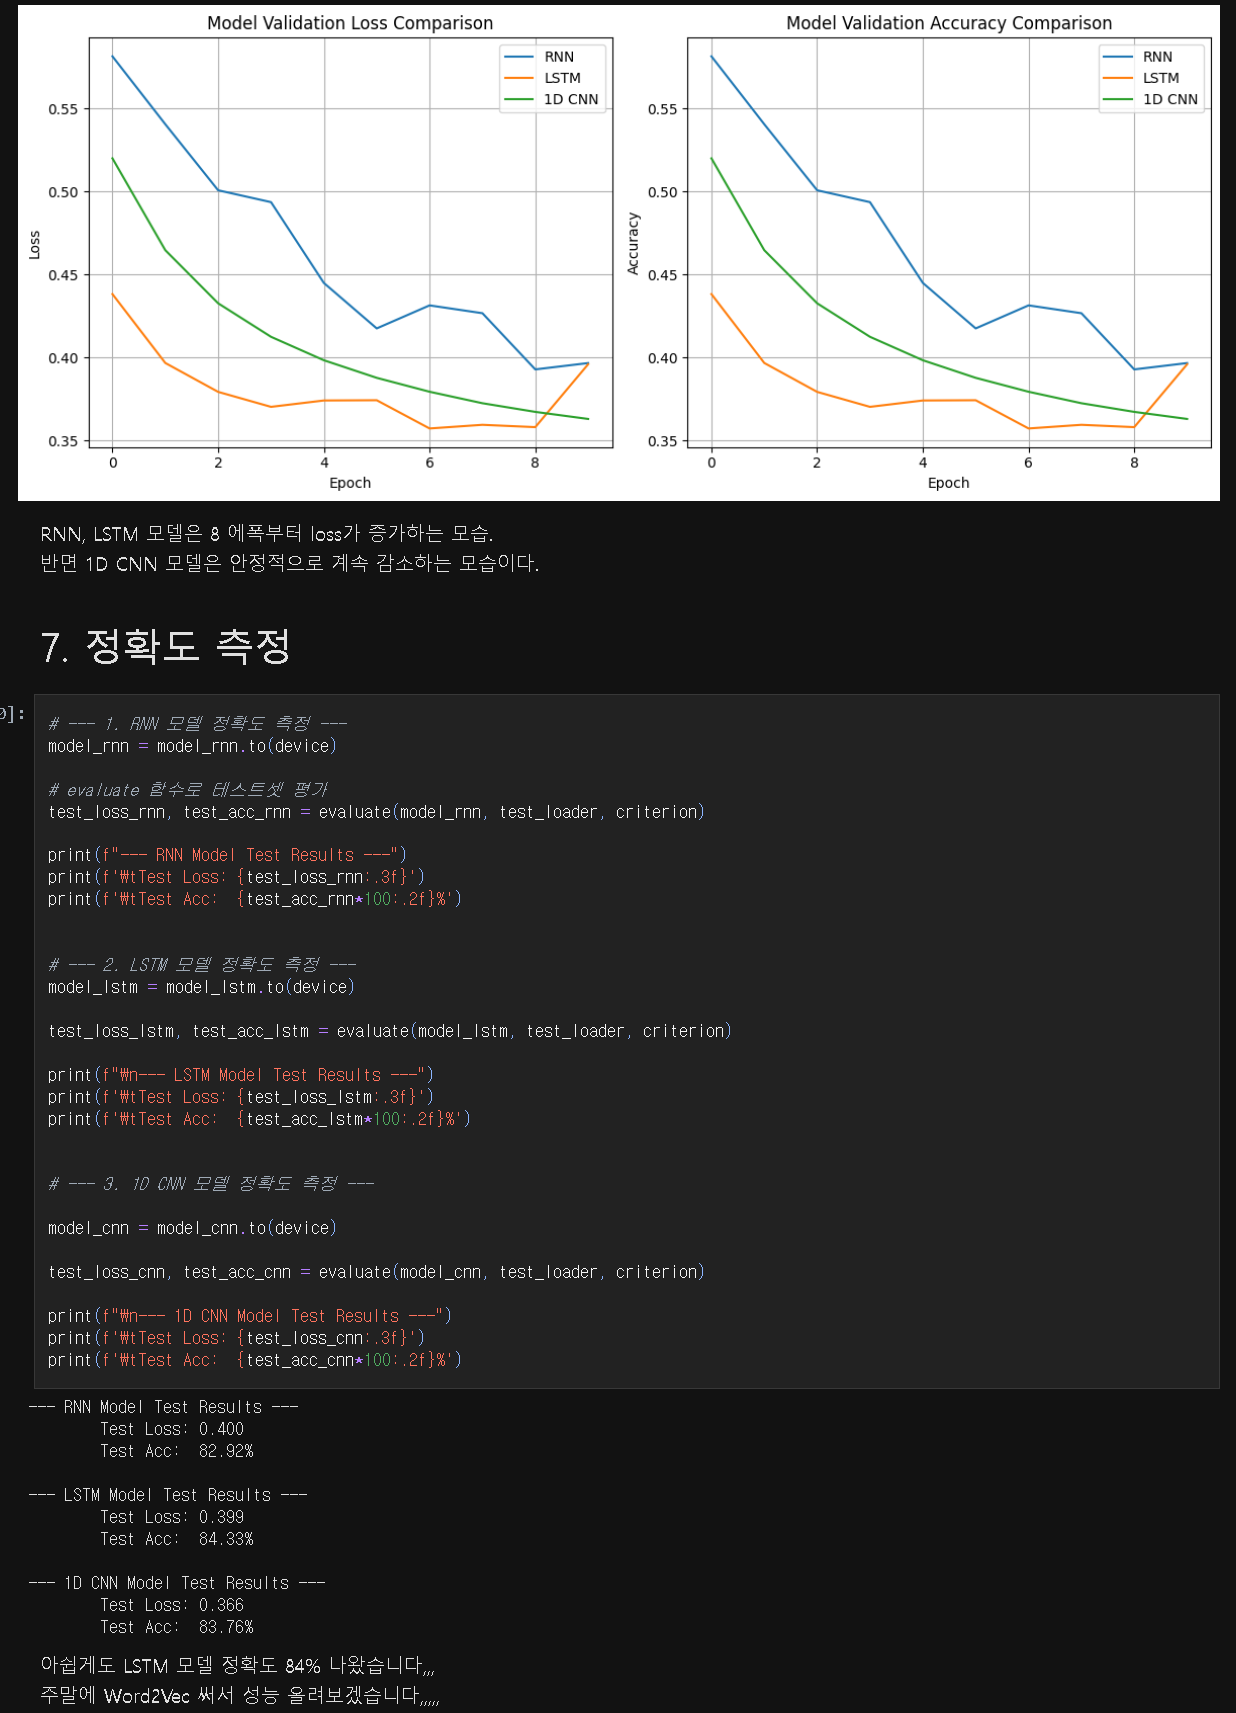 Model Validation Loss Comparison
Model Validation Accuracy Comparison
RNN
LSTM
1D CNN
RNN
LSTM
1D CNN
0.55
0.50
0.45
0.40
0.35
Loss
0.55
0.50
0.45
0.40
0.35
Accuracy
0 2 4 6 8
Epoch
0 2 4 6 8
Epoch
RNN, LSTM 모델은 8 에폭부터 loss가 증가하는 모습.
반면 1D CNN 모델은 안정적으로 계속 감소하는 모습이다.
7. 정확도 측정
0]:
# --- 1. RNN 모델 정확도 측정 ---
model_rnn = model_rnn.to(device)
# evaluate 함수로 테스트셋 평가
test_loss_rnn, test_acc_rnn = evaluate(model_rnn, test_loader, criterion)
print(f"--- RNN Model Test Results ---")
print(f'₩tTest Loss: {test_loss_rnn:.3f}')
print(f'₩tTest Acc:  {test_acc_rnn*100:.2f}%')
# --- 2. LSTM 모델 정확도 측정 ---
model_lstm = model_lstm.to(device)
test_loss_lstm, test_acc_lstm = evaluate(model_lstm, test_loader, criterion)
print(f"₩n--- LSTM Model Test Results ---")
print(f'₩tTest Loss: {test_loss_lstm:.3f}')
print(f'₩tTest Acc:  {test_acc_lstm*100:.2f}%')
# --- 3. 1D CNN 모델 정확도 측정 ---
model_cnn = model_cnn.to(device)
test_loss_cnn, test_acc_cnn = evaluate(model_cnn, test_loader, criterion)
print(f"₩n--- 1D CNN Model Test Results ---")
print(f'₩tTest Loss: {test_loss_cnn:.3f}')
print(f'₩tTest Acc:  {test_acc_cnn*100:.2f}%')
--- RNN Model Test Results ---
Test Loss: 0.400
Test Acc:  82.92%
--- LSTM Model Test Results ---
Test Loss: 0.399
Test Acc:  84.33%
--- 1D CNN Model Test Results ---
Test Loss: 0.366
Test Acc:  83.76%
아쉽게도 LSTM 모델 정확도 84% 나왔습니다,,,
주말에 Word2Vec 써서 성능 올려보겠습니다,,,,,